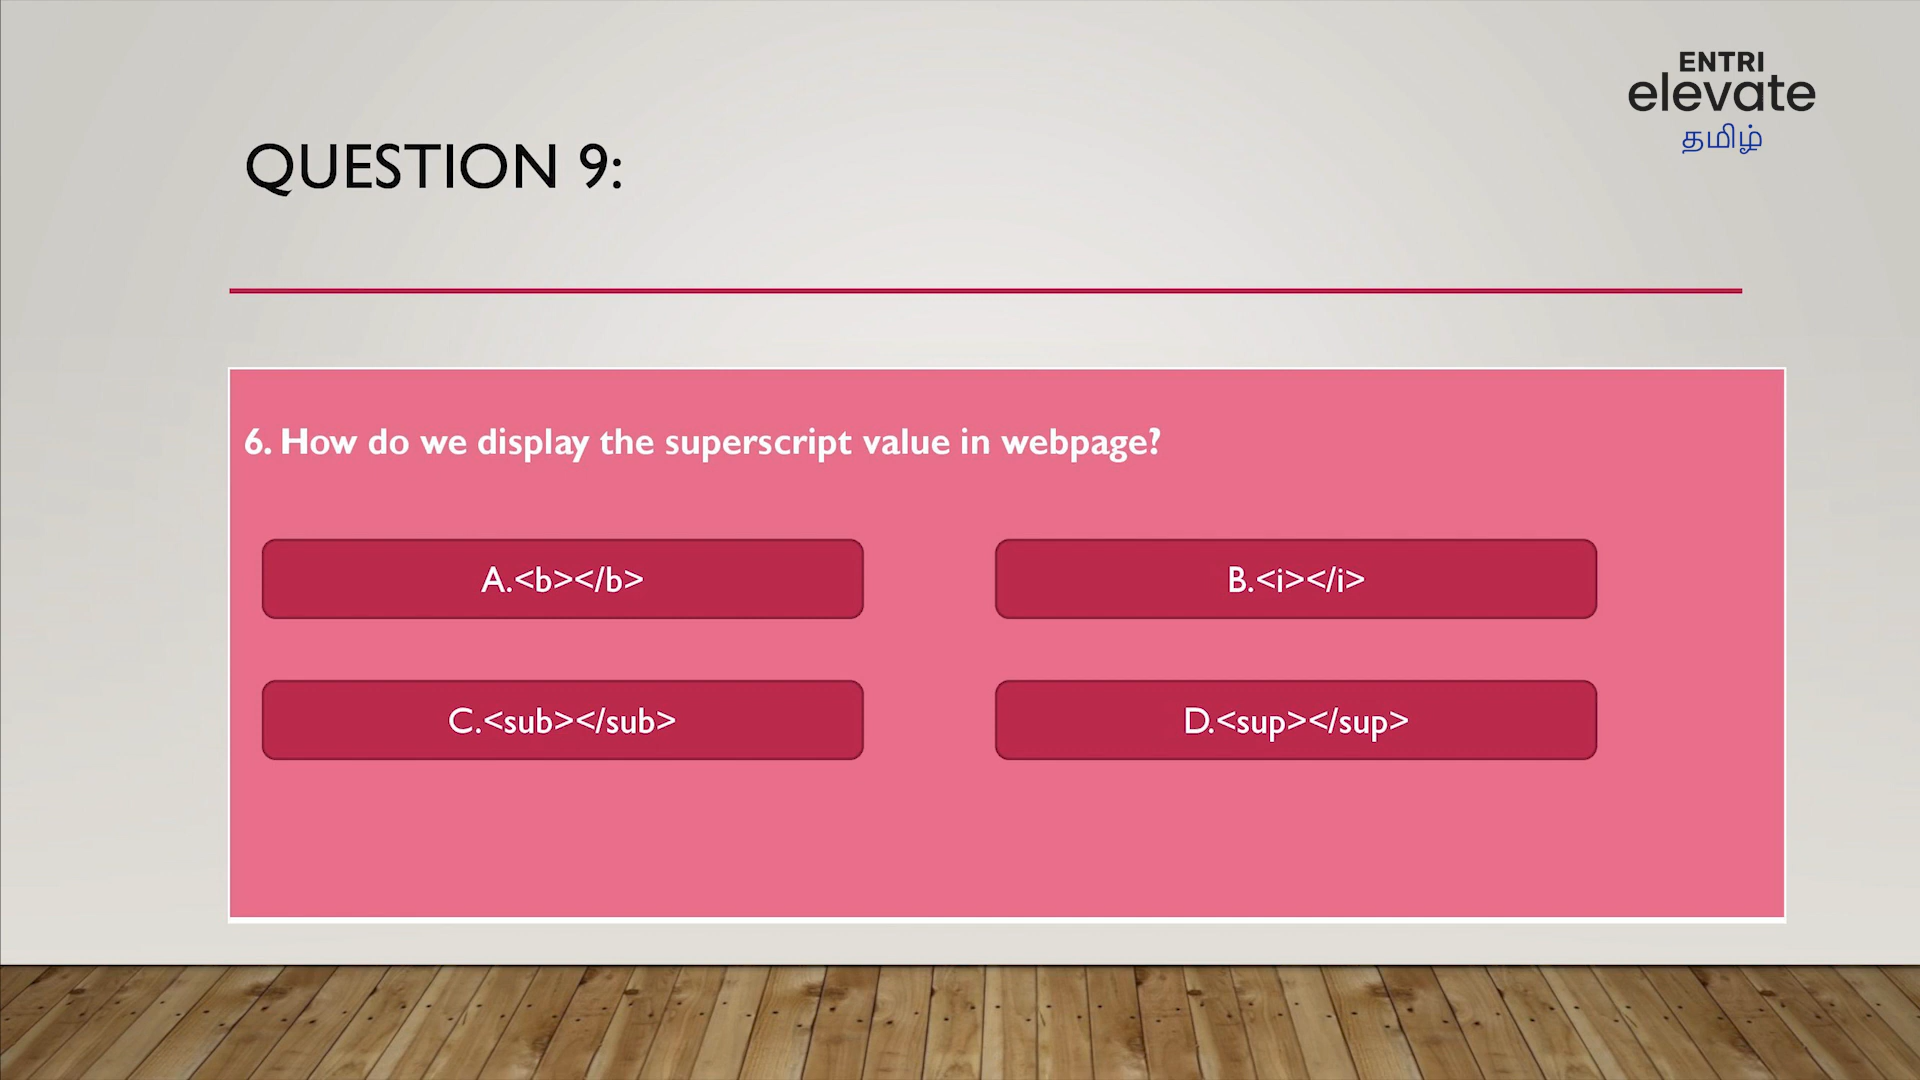 ENTRI
elevate
தமிழ்
QUESTION 9:
6. How do we display the superscript value in webpage?
A.<b></b>
B.<i></i>
C.<sub></sub>
D.<sup></sup>